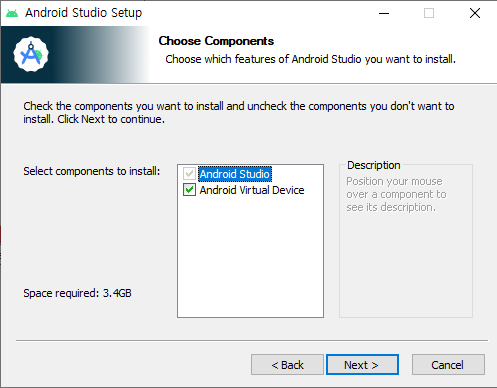 Android Studio Setup
Choose Components
Choose which features of Android Studio you want to install.
Check the components you want to install and uncheck the components you don't want to
install. Click Next to continue.
Select components to install:
Android Studio
Android Virtual Device
Description
Position your mouse
over a component to
see its description.
Space required: 3.4GB
< Back
Next >
Cancel